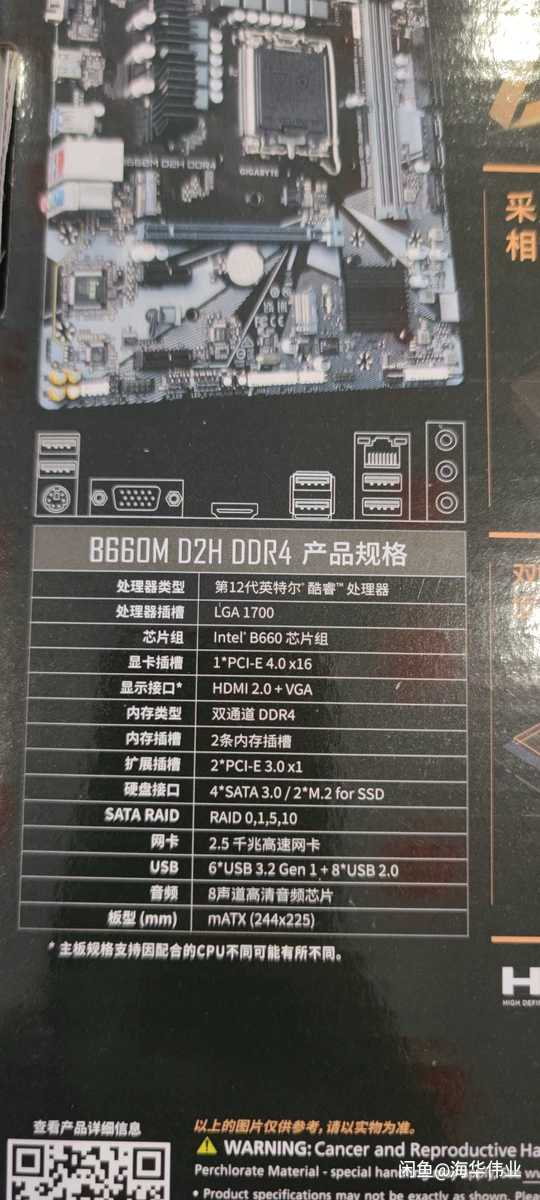 B660M D2H DDR4
GIGABYTE
采
相
B660M D2H DDR4 产品规格
处理器类型 第12代英特尔® 酷睿™ 处理器
处理器插槽 LGA 1700
芯片组 Intel® B660 芯片组
显卡插槽 1*PCI-E 4.0 x16
显示接口* HDMI 2.0 + VGA
内存类型 双通道 DDR4
内存插槽 2条内存插槽
扩展插槽 2*PCI-E 3.0 x1
硬盘接口 4*SATA 3.0 / 2*M.2 for SSD
SATA RAID RAID 0,1,5,10
网卡 2.5 千兆高速网卡
USB 6*USB 3.2 Gen 1 + 8*USB 2.0
音频 8声道高清音频芯片
板型 (mm) mATX (244x225)
* 主板规格支持因配合的CPU不同可能有所不同。
双
H
HIGH DEFI
查看产品详细信息
以上的图片仅供参考,请以实物为准。
WARNING: Cancer and Reproductive Ha
Perchlorate Material - special han
• Product specifications may not be exactly
闲鱼@海华伟业